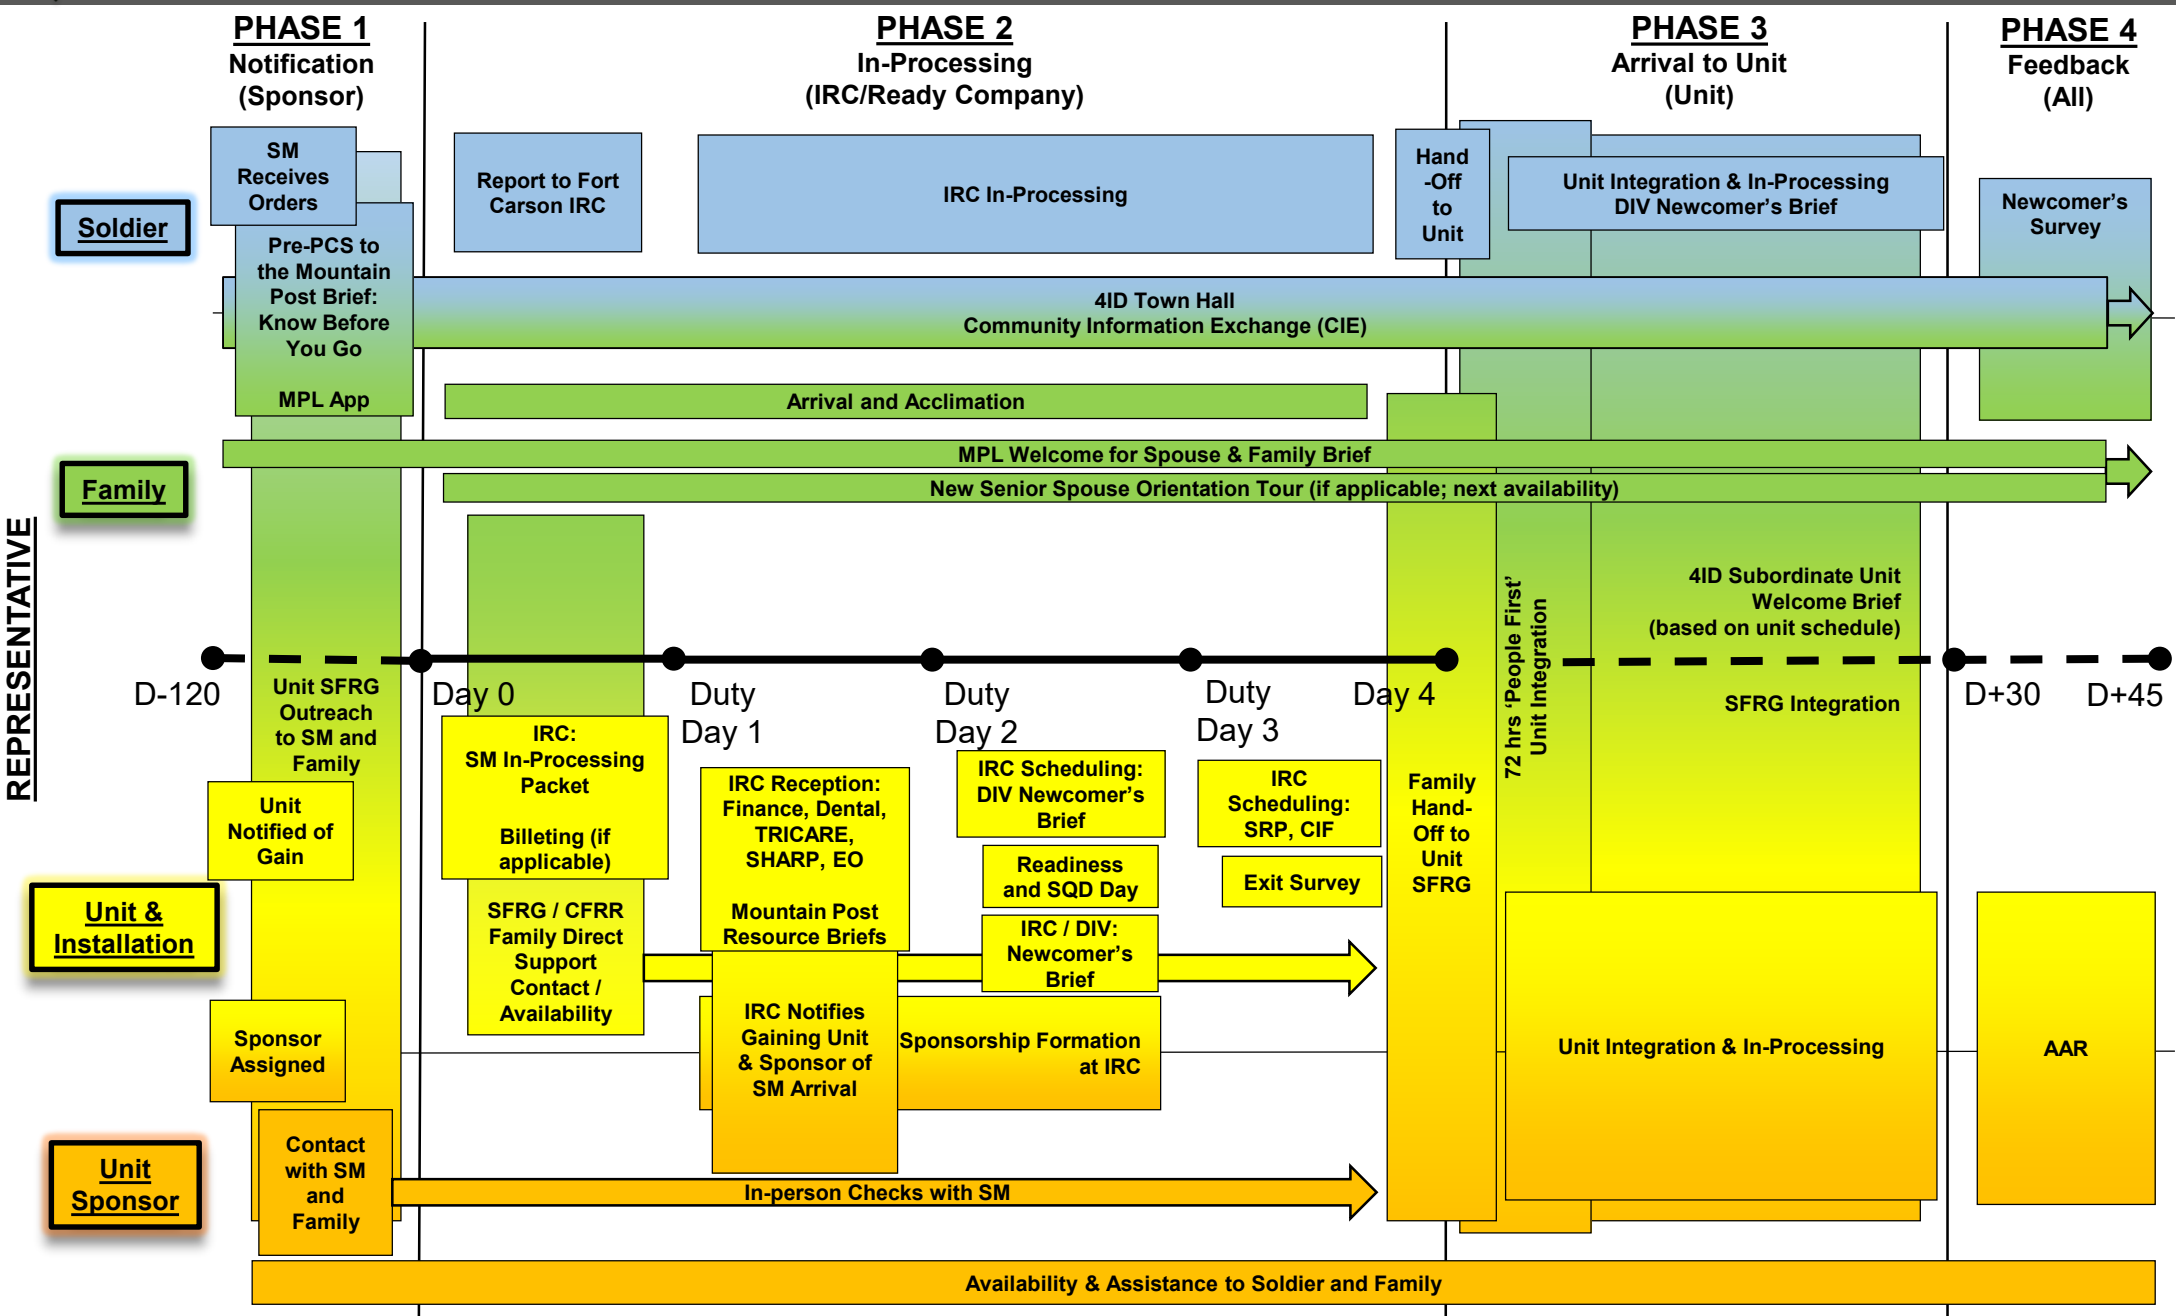 PHASE 1
Notification
(Sponsor)
PHASE 2
In-Processing
(IRC/Ready Company)
PHASE 3
Arrival to Unit
(Unit)
PHASE 4
Feedback
(All)
REPRESENTATIVE
Soldier
SM
Receives
Orders
Pre-PCS to
the Mountain
Post Brief:
Know Before
You Go
MPL App
Report to Fort
Carson IRC
IRC In-Processing
Hand
-Off
to
Unit
Unit Integration & In-Processing
DIV Newcomer’s Brief
Newcomer’s
Survey
4ID Town Hall
Community Information Exchange (CIE)
Arrival and Acclimation
Family
MPL Welcome for Spouse & Family Brief
New Senior Spouse Orientation Tour (if applicable; next availability)
72 hrs ‘People First’
Unit Integration
4ID Subordinate Unit
Welcome Brief
(based on unit schedule)
SFRG Integration
D-120
Day 0
Duty
Day 1
Duty
Day 2
Duty
Day 3
Day 4
D+30
D+45
Unit SFRG
Outreach
to SM and
Family
Unit
Notified of
Gain
Unit &
Installation
IRC:
SM In-Processing
Packet
Billeting (if
applicable)
SFRG / CFRR
Family Direct
Support
Contact /
Availability
IRC Reception:
Finance, Dental,
TRICARE,
SHARP, EO
Mountain Post
Resource Briefs
IRC Scheduling:
DIV Newcomer’s
Brief
Readiness
and SQD Day
IRC / DIV:
Newcomer’s
Brief
IRC
Scheduling:
SRP, CIF
Exit Survey
Family
Hand-
Off to
Unit
SFRG
Sponsor
Assigned
IRC Notifies
Gaining Unit
& Sponsor of
SM Arrival
Sponsorship Formation
at IRC
Unit Integration & In-Processing
AAR
Unit
Sponsor
Contact
with SM
and
Family
In-person Checks with SM
Availability & Assistance to Soldier and Family